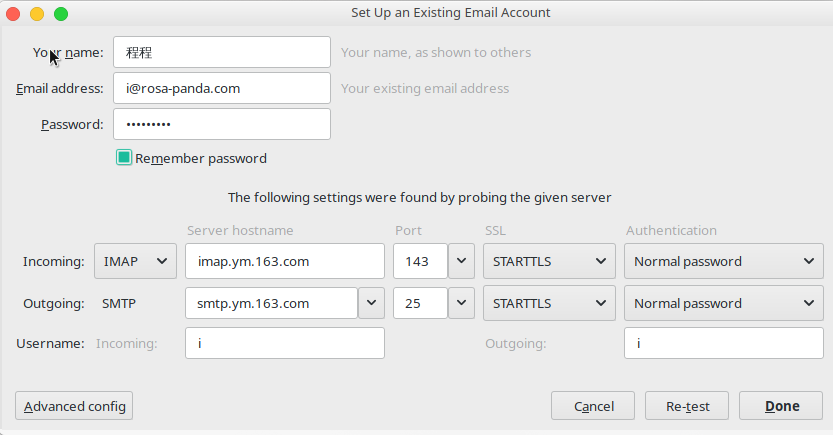 Set Up an Existing Email Account
Your name: 程程 Your name, as shown to others
Email address: i@rosa-panda.com Your existing email address
Password: •••••••••
Remember password
The following settings were found by probing the given server
Server hostname Port SSL Authentication
Incoming: IMAP imap.ym.163.com 143 STARTTLS Normal password
Outgoing: SMTP smtp.ym.163.com 25 STARTTLS Normal password
Username: Incoming: i Outgoing: i
Advanced config Cancel Re-test Done